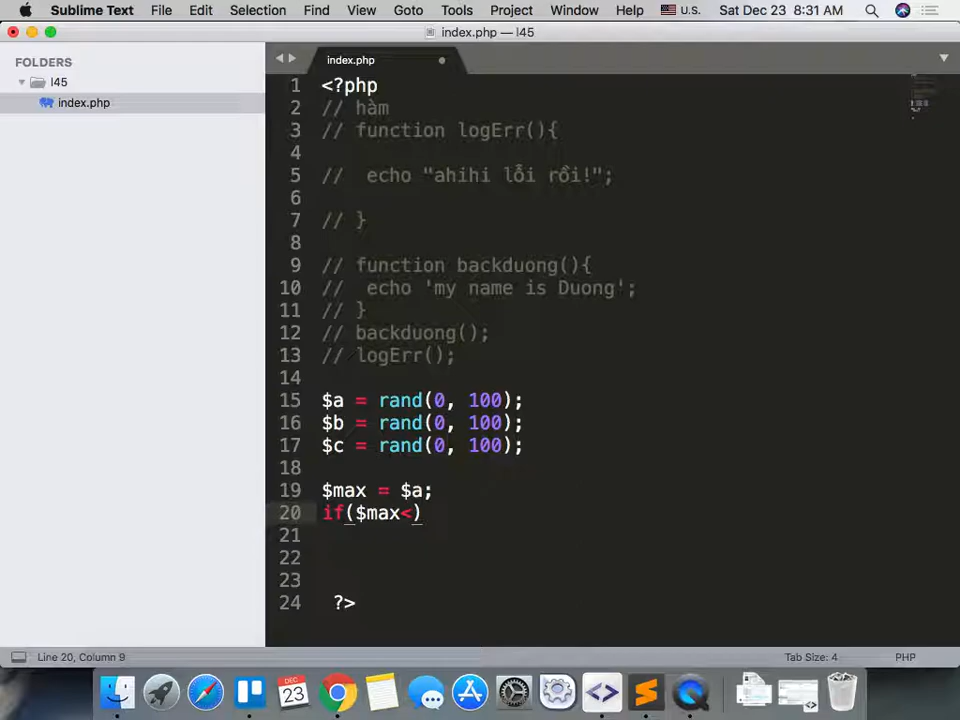 Sublime Text File Edit Selection Find View Goto Tools Project Window Help U.S. Sat Dec 23 8:31 AM
index.php — l45
FOLDERS
l45
index.php
index.php
1 <?php
2 // hàm
3 // function logErr(){
4
5 //  echo "ahihi lỗi rồi!";
6
7 // }
8
9 // function backduong(){
10 //  echo 'my name is Duong';
11 // }
12 // backduong();
13 // logErr();
14
15 $a = rand(0, 100);
16 $b = rand(0, 100);
17 $c = rand(0, 100);
18
19 $max = $a;
20 if($max<)
21
22
23
24  ?>
Line 20, Column 9 Tab Size: 4 PHP
DEC
23